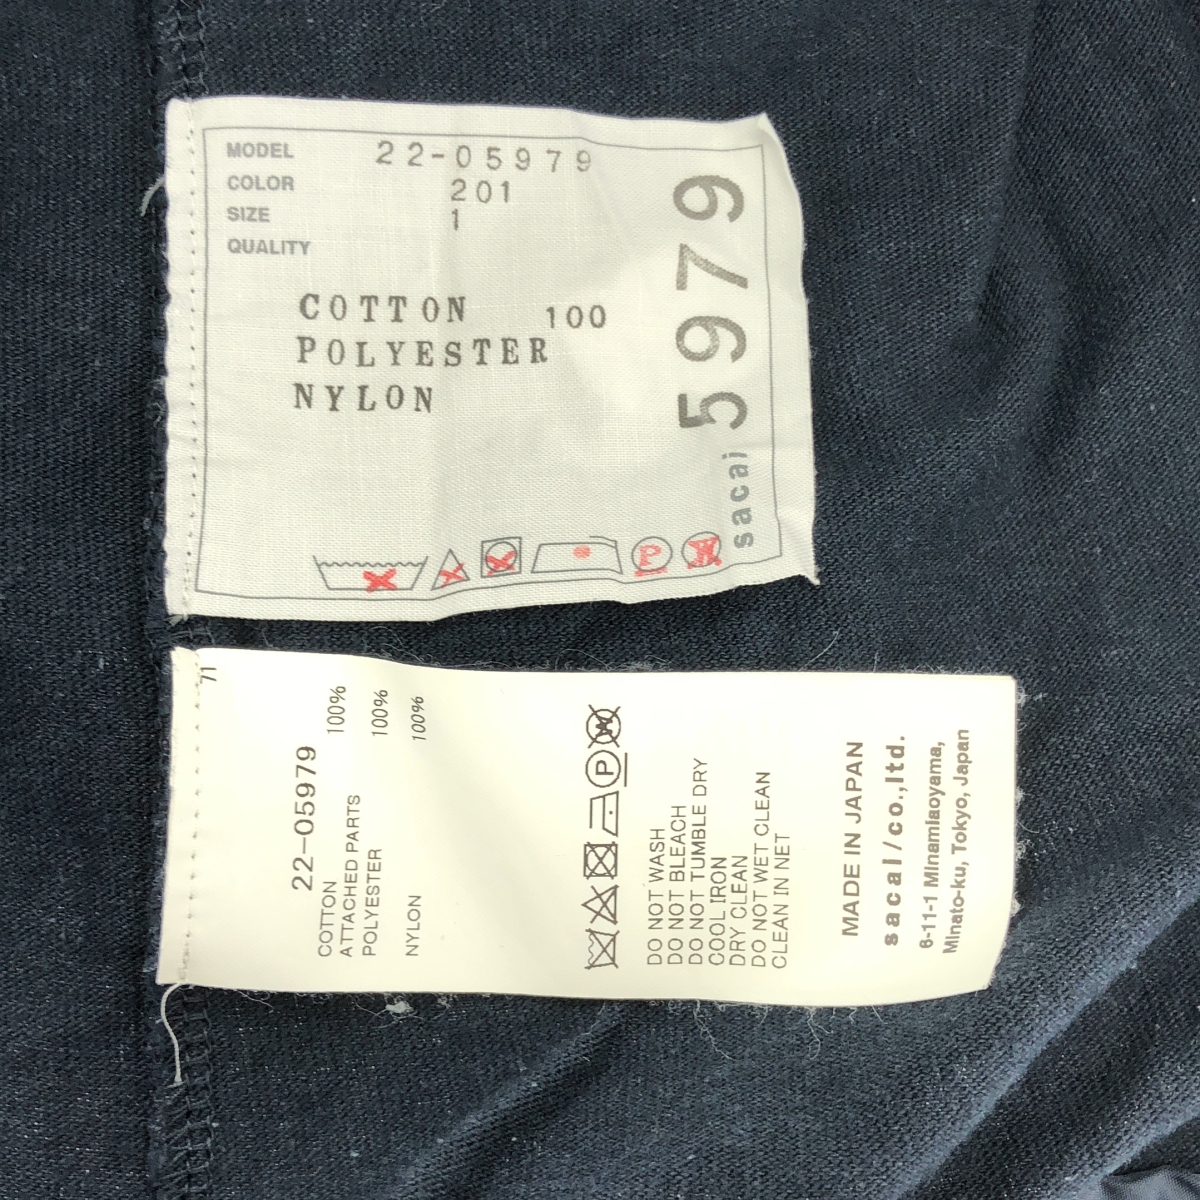 MODEL 22-05979
COLOR 201
SIZE 1
QUALITY
COTTON 100
POLYESTER
NYLON
sacai 5979
P
W
71
22-05979
COTTON 100%
ATTACHED PARTS
POLYESTER 100%
NYLON 100%
P
W
DO NOT WASH
DO NOT BLEACH
DO NOT TUMBLE DRY
COOL IRON
DRY CLEAN
DO NOT WET CLEAN
CLEAN IN NET
MADE IN JAPAN
sacai/co.,ltd.
6-11-1 Minamiaoyama,
Minato-ku, Tokyo, Japan